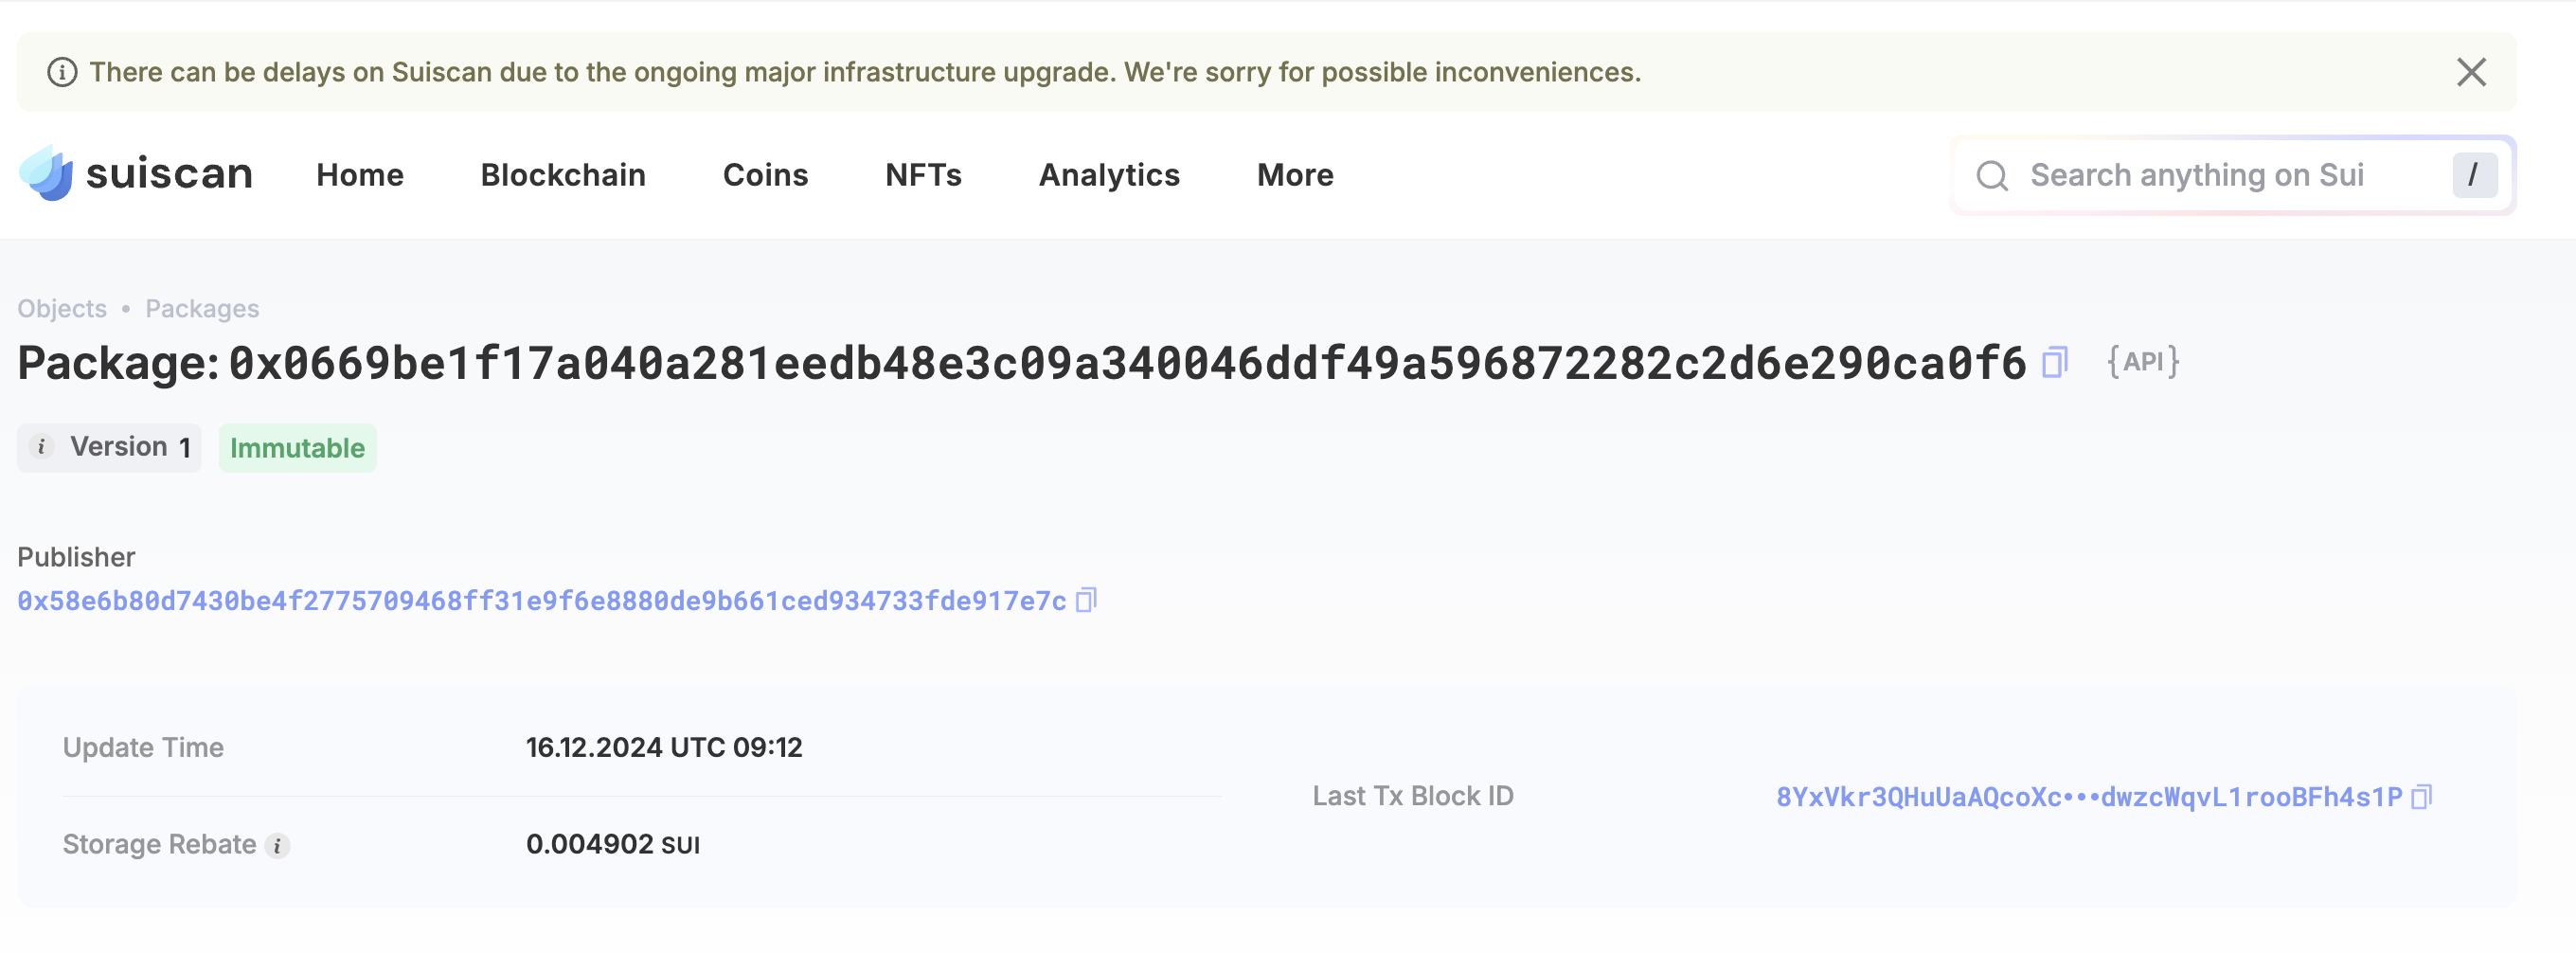 There can be delays on Suiscan due to the ongoing major infrastructure upgrade. We're sorry for possible inconveniences.
suiscan Home Blockchain Coins NFTs Analytics More Search anything on Sui /
Objects • Packages
Package: 0x0669be1f17a040a281eedb48e3c09a340046ddf49a596872282c2d6e290ca0f6 {API}
i Version 1 Immutable
Publisher
0x58e6b80d7430be4f2775709468ff31e9f6e8880de9b661ced934733fde917e7c
Update Time 16.12.2024 UTC 09:12
Last Tx Block ID 8YxVkr3QHuUaAQcoXc•••dwzcWqvL1rooBFh4s1P
Storage Rebate i 0.004902 SUI